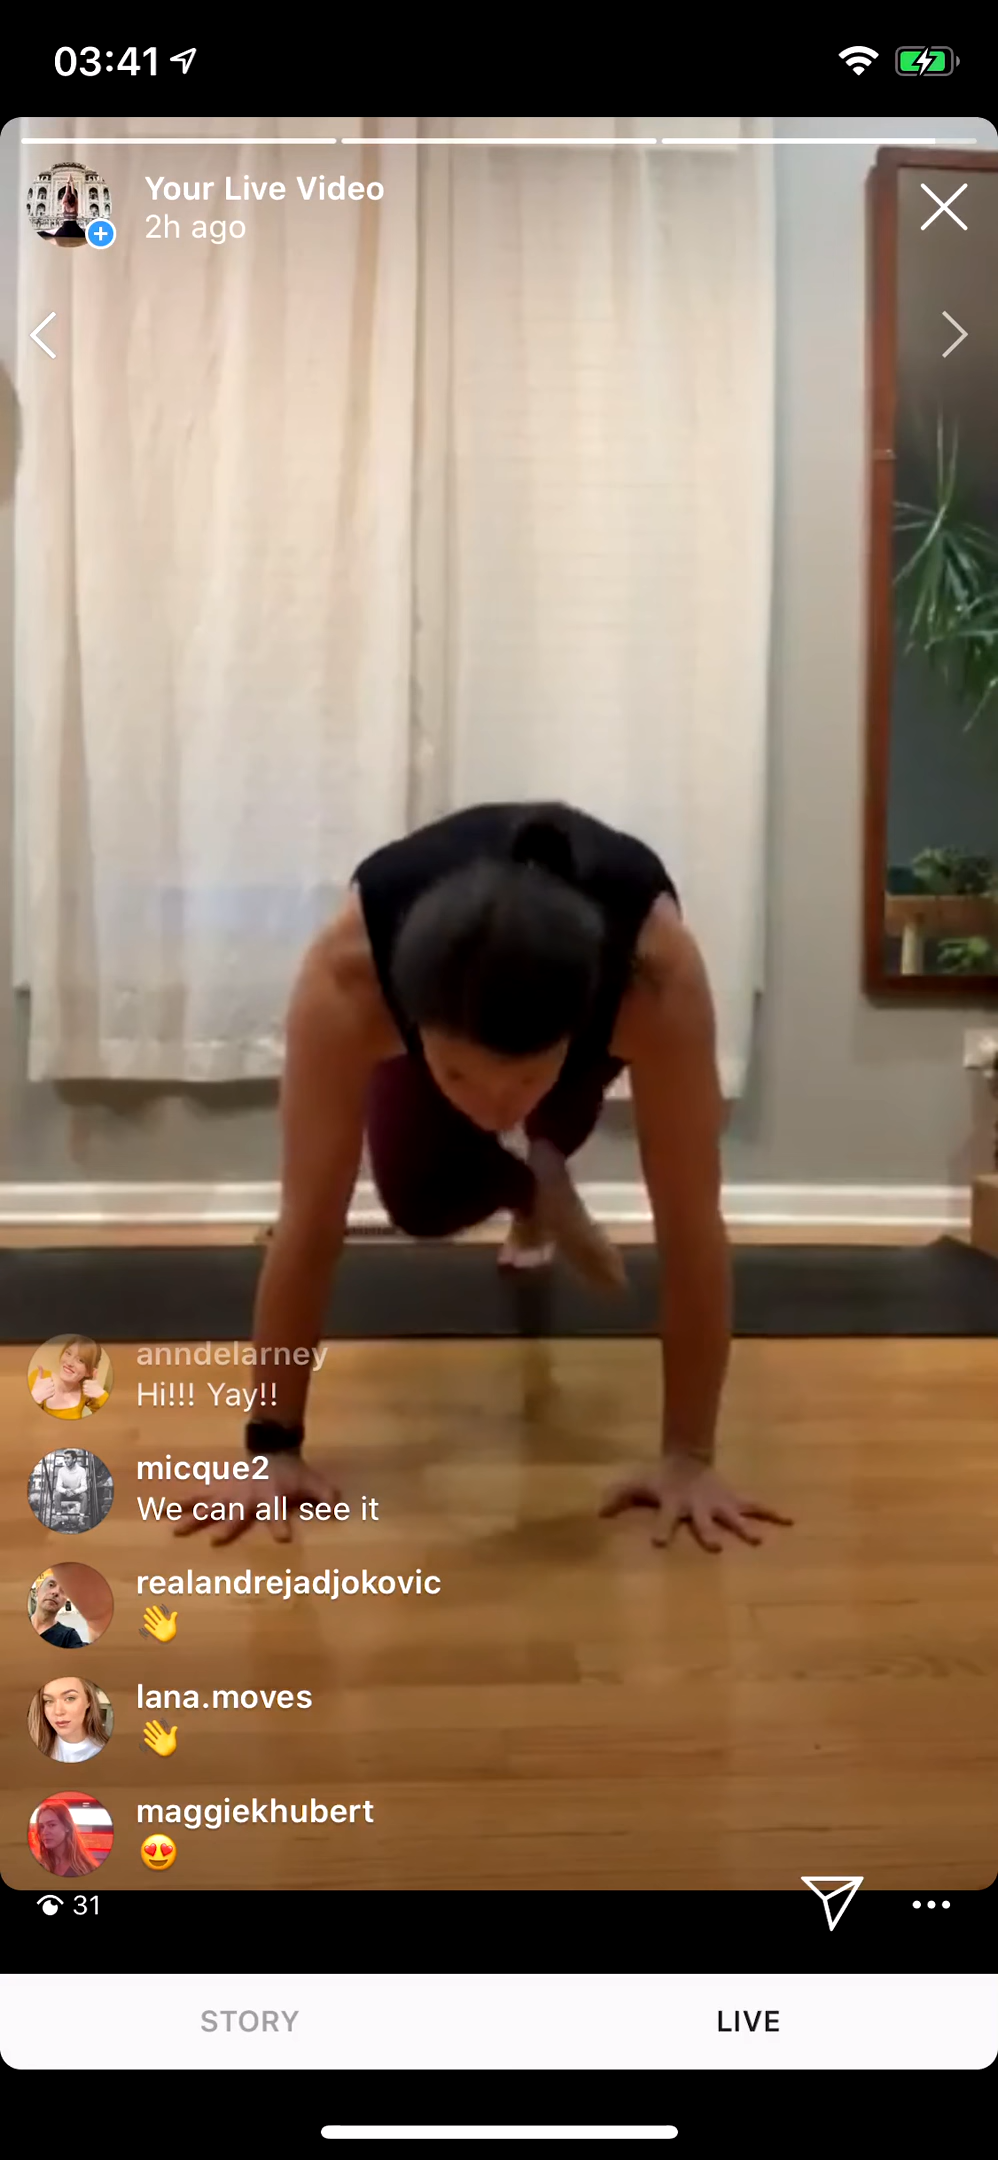 03:41
Your Live Video
2h ago
anndelarney
Hi!!! Yay!!
micque2
We can all see it
realandrejadjokovic
👋
lana.moves
👋
maggiekhubert
😍
31
STORY
LIVE